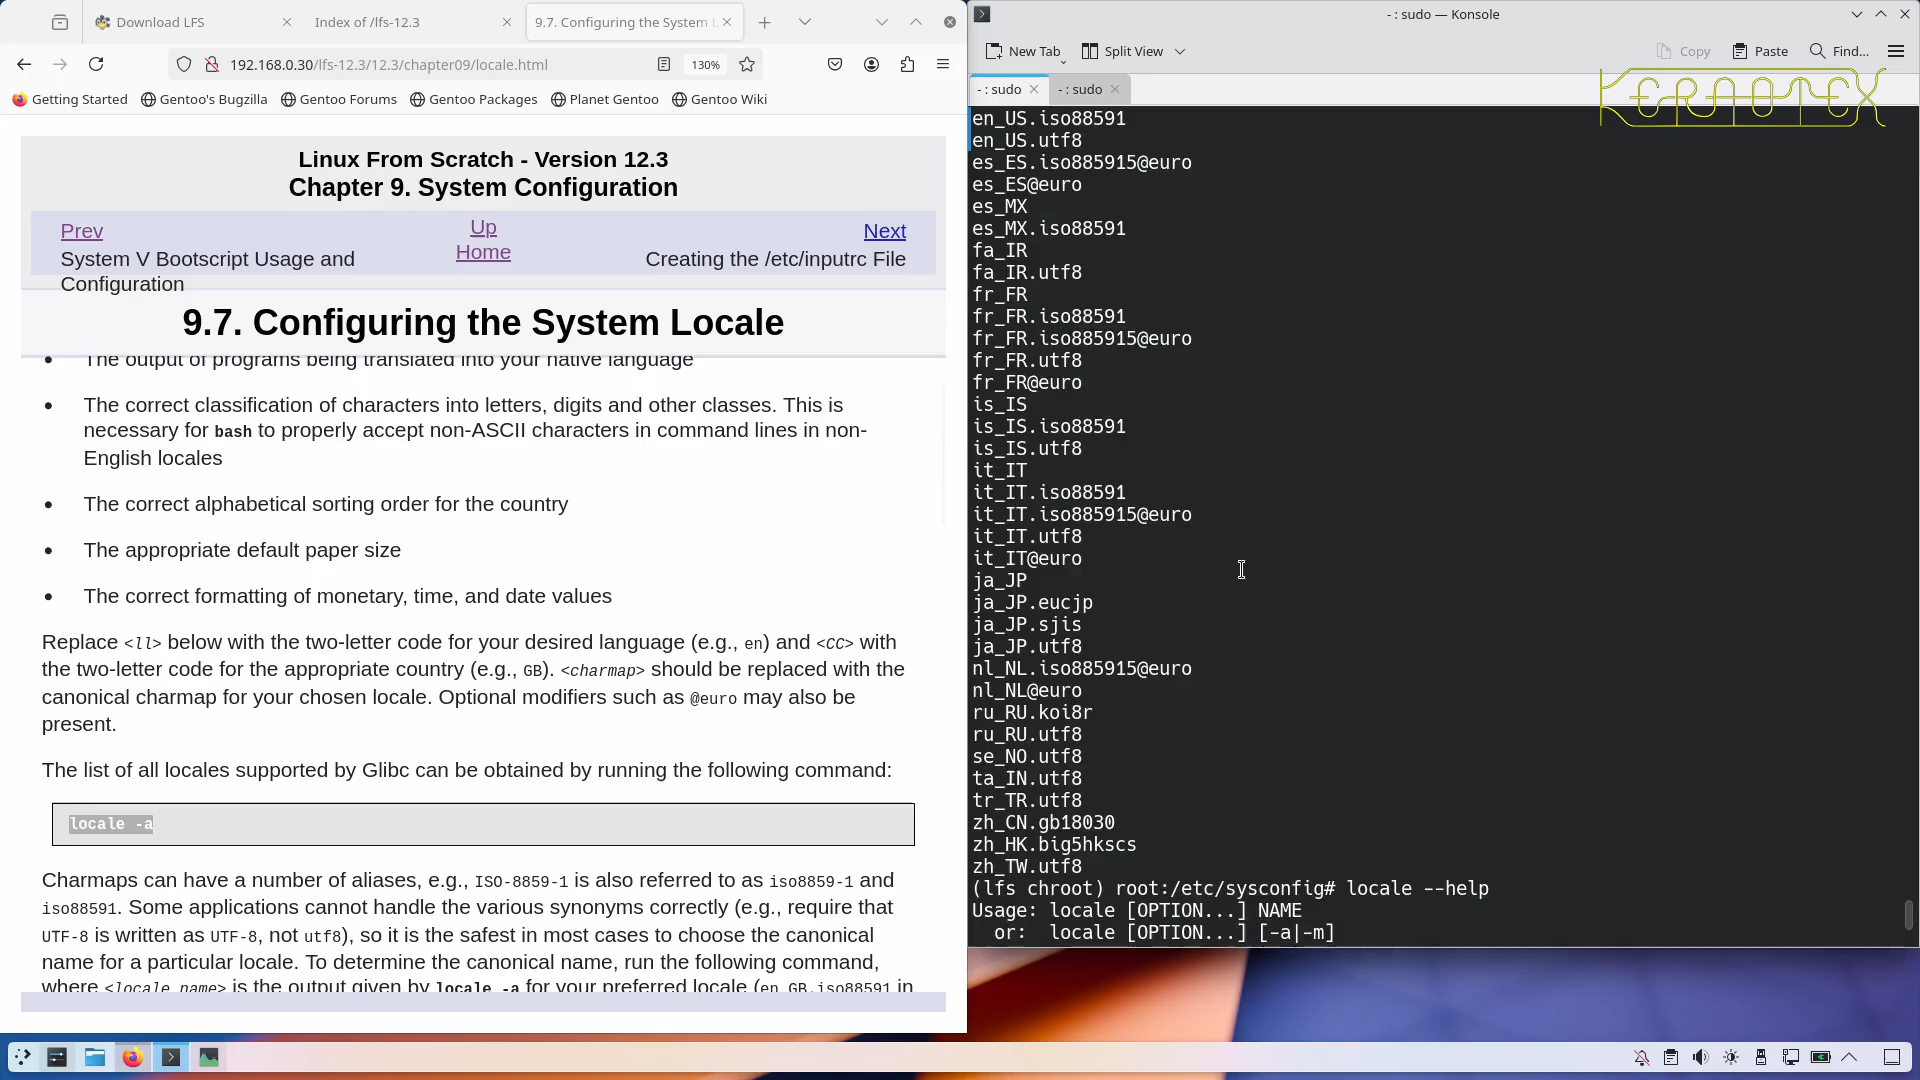 Download LFS
Index of /lfs-12.3
9.7. Configuring the System L
192.168.0.30/lfs-12.3/12.3/chapter09/locale.html
130%
Getting Started
Gentoo's Bugzilla
Gentoo Forums
Gentoo Packages
Planet Gentoo
Gentoo Wiki
Linux From Scratch - Version 12.3
Chapter 9. System Configuration
Prev
Up
Next
Home
System V Bootscript Usage and
Configuration
Creating the /etc/inputrc File
9.7. Configuring the System Locale
• The output of programs being translated into your native language
• The correct classification of characters into letters, digits and other classes. This is
necessary for bash to properly accept non-ASCII characters in command lines in non-
English locales
• The correct alphabetical sorting order for the country
• The appropriate default paper size
• The correct formatting of monetary, time, and date values
Replace <ll> below with the two-letter code for your desired language (e.g., en) and <CC> with
the two-letter code for the appropriate country (e.g., GB). <charmap> should be replaced with the
canonical charmap for your chosen locale. Optional modifiers such as @euro may also be
present.
The list of all locales supported by Glibc can be obtained by running the following command:
locale -a
Charmaps can have a number of aliases, e.g., ISO-8859-1 is also referred to as iso8859-1 and
iso88591. Some applications cannot handle the various synonyms correctly (e.g., require that
UTF-8 is written as UTF-8, not utf8), so it is the safest in most cases to choose the canonical
name for a particular locale. To determine the canonical name, run the following command,
where <locale name> is the output given by locale -a for your preferred locale (en_GB.iso88591 in
- : sudo — Konsole
New Tab
Split View
Copy
Paste
Find...
- : sudo
- : sudo
KERNOTEX
en_US.iso88591
en_US.utf8
es_ES.iso885915@euro
es_ES@euro
es_MX
es_MX.iso88591
fa_IR
fa_IR.utf8
fr_FR
fr_FR.iso88591
fr_FR.iso885915@euro
fr_FR.utf8
fr_FR@euro
is_IS
is_IS.iso88591
is_IS.utf8
it_IT
it_IT.iso88591
it_IT.iso885915@euro
it_IT.utf8
it_IT@euro
ja_JP
ja_JP.eucjp
ja_JP.sjis
ja_JP.utf8
nl_NL.iso885915@euro
nl_NL@euro
ru_RU.koi8r
ru_RU.utf8
se_NO.utf8
ta_IN.utf8
tr_TR.utf8
zh_CN.gb18030
zh_HK.big5hkscs
zh_TW.utf8
(lfs chroot) root:/etc/sysconfig# locale --help
Usage: locale [OPTION...] NAME
or: locale [OPTION...] [-a|-m]